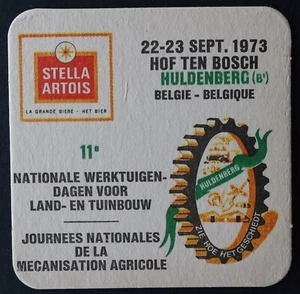 STELLA
ARTOIS
LA GRANDE BIERE - HET BIER
22-23 SEPT. 1973
HOF TEN BOSCH
HULDENBERG (Bᵗ)
BELGIE - BELGIQUE
11ᵉ
NATIONALE WERKTUIGEN-
DAGEN VOOR
LAND- EN TUINBOUW
JOURNEES NATIONALES
DE LA
MECANISATION AGRICOLE
HULDENBERG
ZIE HOE HET GESCHIEDT